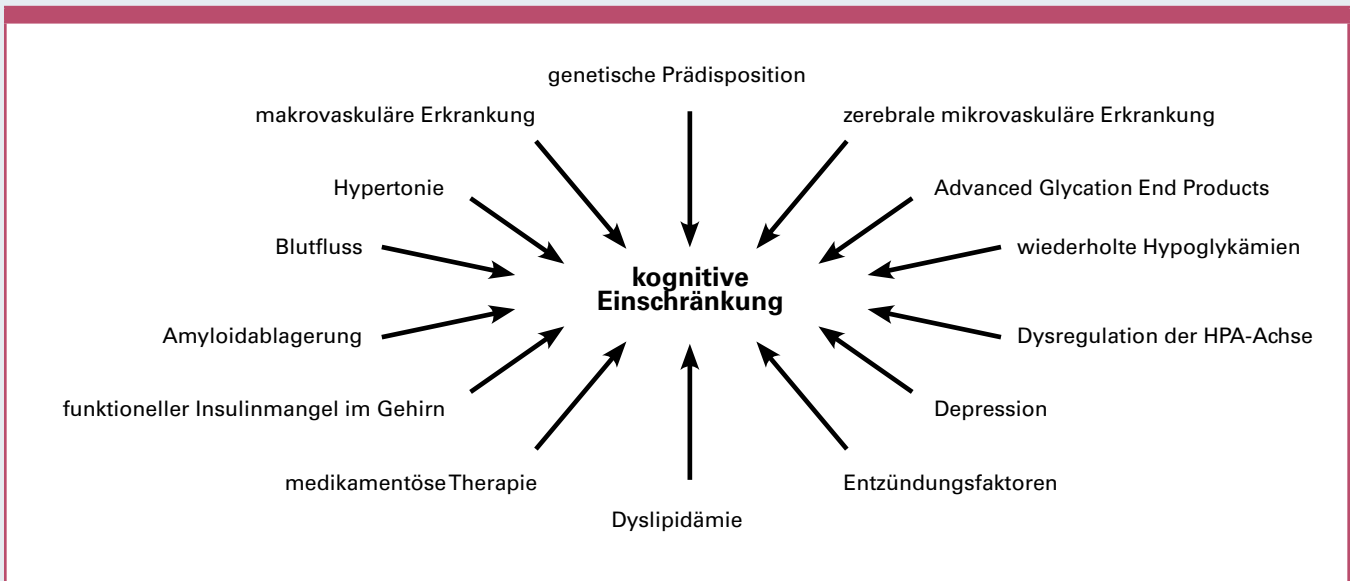 genetische Prädisposition
makrovaskuläre Erkrankung
zerebrale mikrovaskuläre Erkrankung
Hypertonie
Advanced Glycation End Products
Blutfluss
wiederholte Hypoglykämien
kognitive
Einschränkung
Amyloidablagerung
Dysregulation der HPA-Achse
funktioneller Insulinmangel im Gehirn
Depression
medikamentöse Therapie
Entzündungsfaktoren
Dyslipidämie